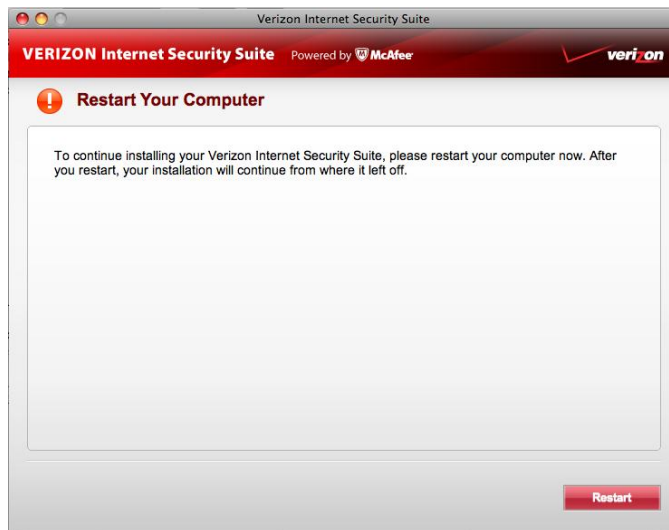 Verizon Internet Security Suite
VERIZON Internet Security Suite Powered by McAfee verizon
Restart Your Computer
To continue installing your Verizon Internet Security Suite, please restart your computer now. After
you restart, your installation will continue from where it left off.
Restart